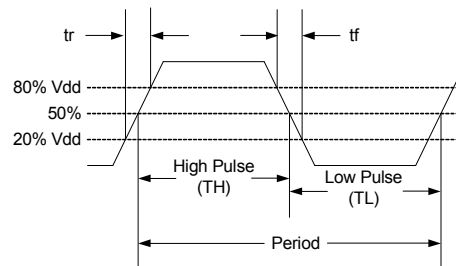 tr
tf
80% Vdd
50%
20% Vdd
High Pulse
(TH)
Low Pulse
(TL)
Period